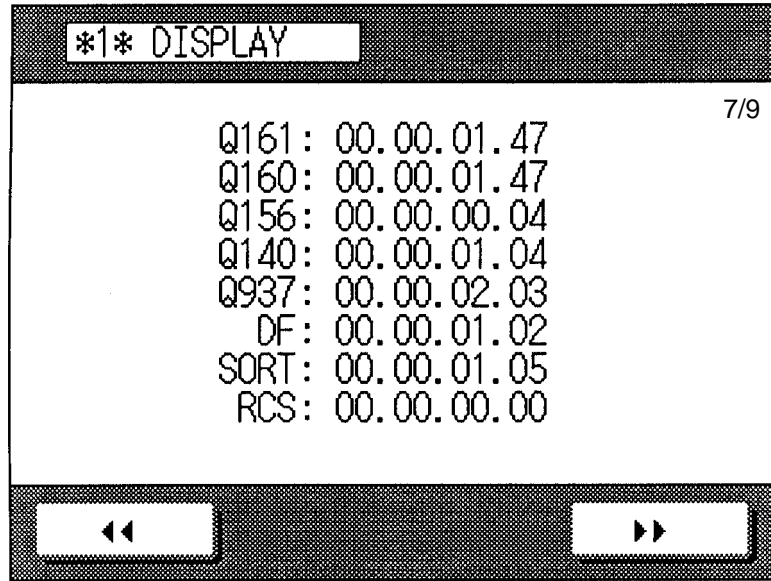 *1* DISPLAY
7/9
Q161: 00.00.01.47
Q160: 00.00.01.47
Q156: 00.00.00.04
Q140: 00.00.01.04
Q937: 00.00.02.03
DF: 00.00.01.02
SORT: 00.00.01.05
RCS: 00.00.00.00